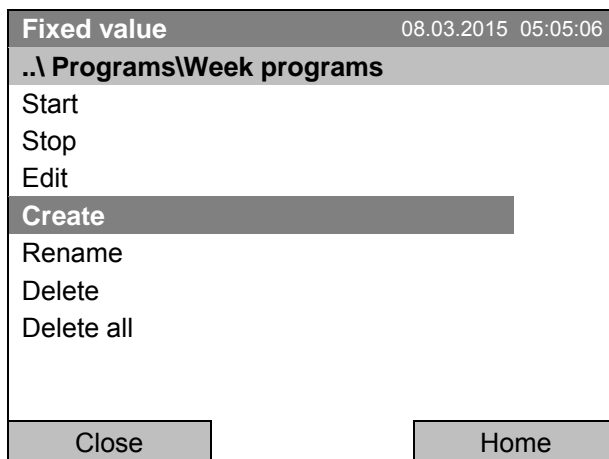 Fixed value 08.03.2015 05:05:06
..\ Programs\Week programs
Start
Stop
Edit
Create
Rename
Delete
Delete all
Close Home